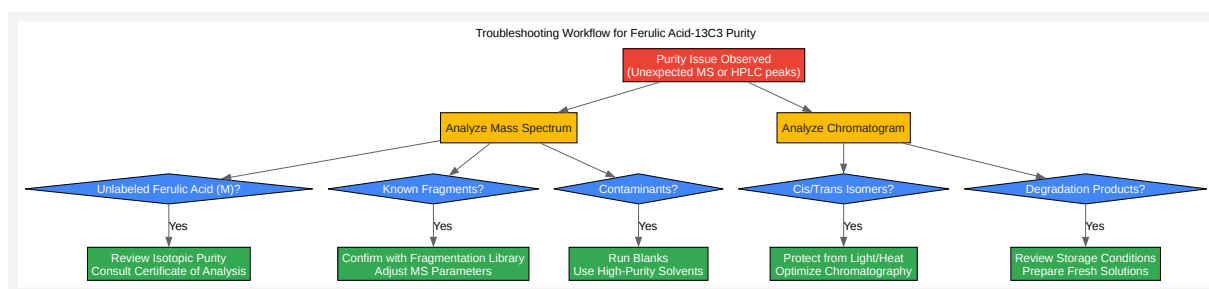 Troubleshooting Workflow for Ferulic Acid-13C3 Purity
Purity Issue Observed
(Unexpected MS or HPLC peaks)
Analyze Mass Spectrum
Analyze Chromatogram
Unlabeled Ferulic Acid (M)?
Known Fragments?
Contaminants?
Cis/Trans Isomers?
Degradation Products?
Yes
Yes
Yes
Yes
Yes
Review Isotopic Purity
Consult Certificate of Analysis
Confirm with Fragmentation Library
Adjust MS Parameters
Run Blanks
Use High-Purity Solvents
Protect from Light/Heat
Optimize Chromatography
Review Storage Conditions
Prepare Fresh Solutions